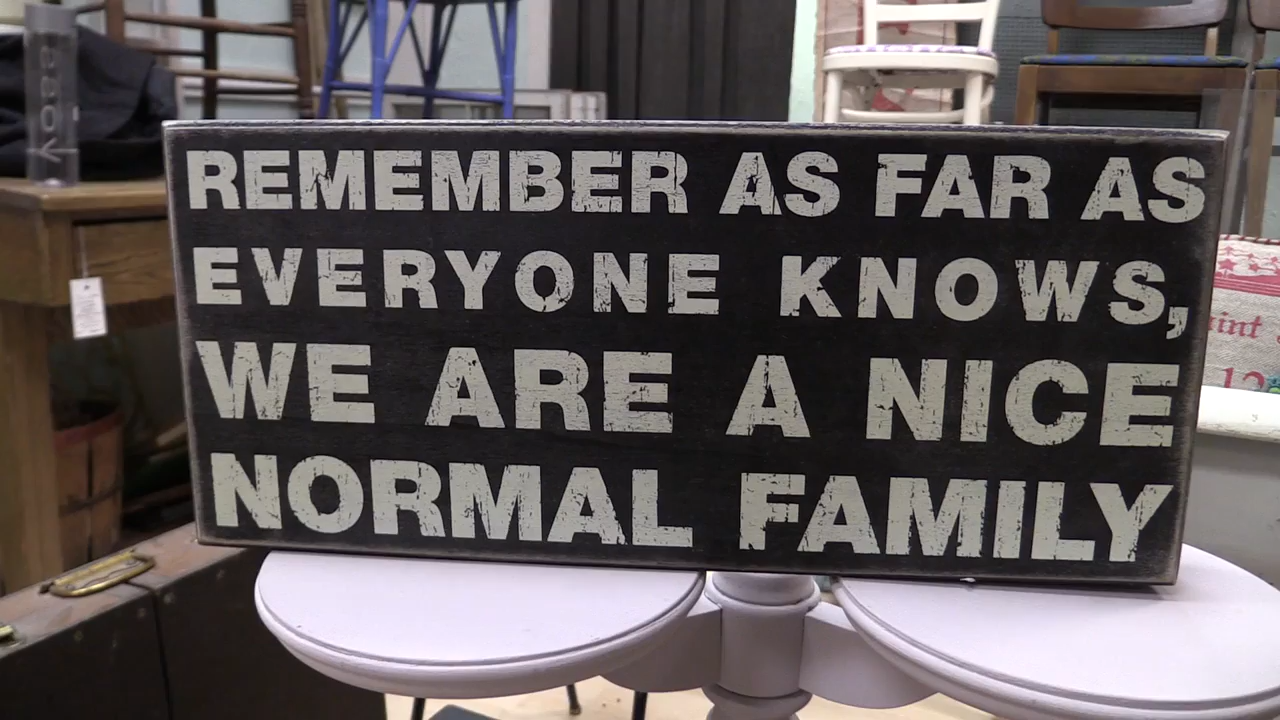 REMEMBER AS FAR AS
EVERYONE KNOWS,
WE ARE A NICE
NORMAL FAMILY